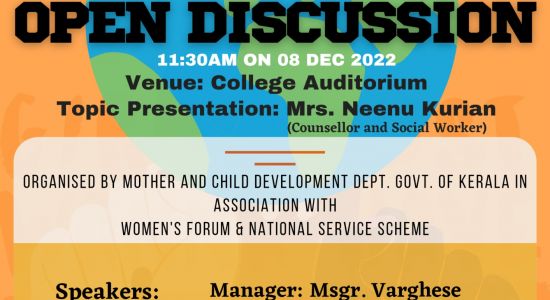 OPEN DISCUSSION
11:30AM ON 08 DEC 2022
Venue: College Auditorium
Topic Presentation: Mrs. Neenu Kurian
(Counsellor and Social Worker)
ORGANISED BY MOTHER AND CHILD DEVELOPMENT DEPT. GOVT. OF KERALA IN
ASSOCIATION WITH
WOMEN'S FORUM & NATIONAL SERVICE SCHEME
Speakers: Manager: Msgr. Varghese